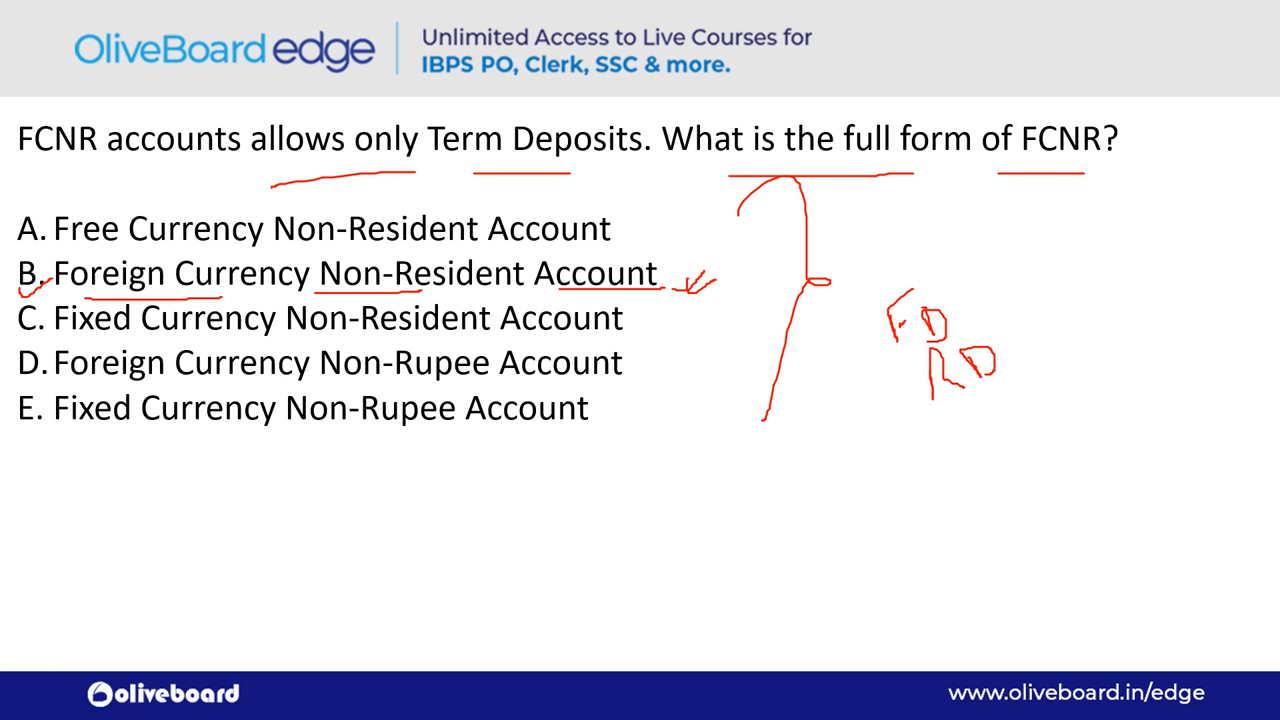 OliveBoard edge
Unlimited Access to Live Courses for
IBPS PO, Clerk, SSC & more.
FCNR accounts allows only Term Deposits. What is the full form of FCNR?
A. Free Currency Non-Resident Account
B. Foreign Currency Non-Resident Account
C. Fixed Currency Non-Resident Account
D. Foreign Currency Non-Rupee Account
E. Fixed Currency Non-Rupee Account
FD
RD
oliveboard
www.oliveboard.in/edge